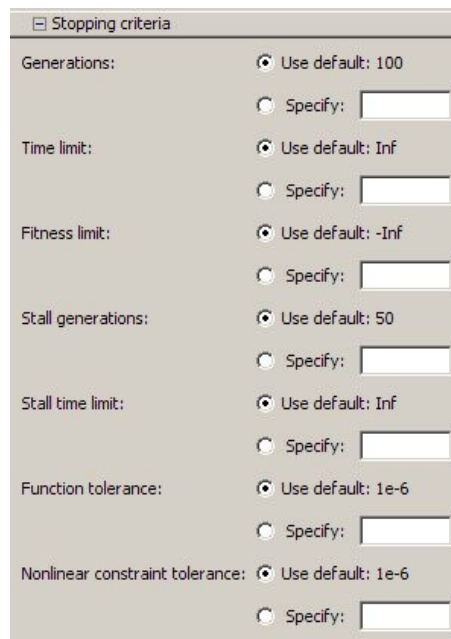 Stopping criteria
Generations: Use default: 100
Specify:
Time limit: Use default: Inf
Specify:
Fitness limit: Use default: -Inf
Specify:
Stall generations: Use default: 50
Specify:
Stall time limit: Use default: Inf
Specify:
Function tolerance: Use default: 1e-6
Specify:
Nonlinear constraint tolerance: Use default: 1e-6
Specify: